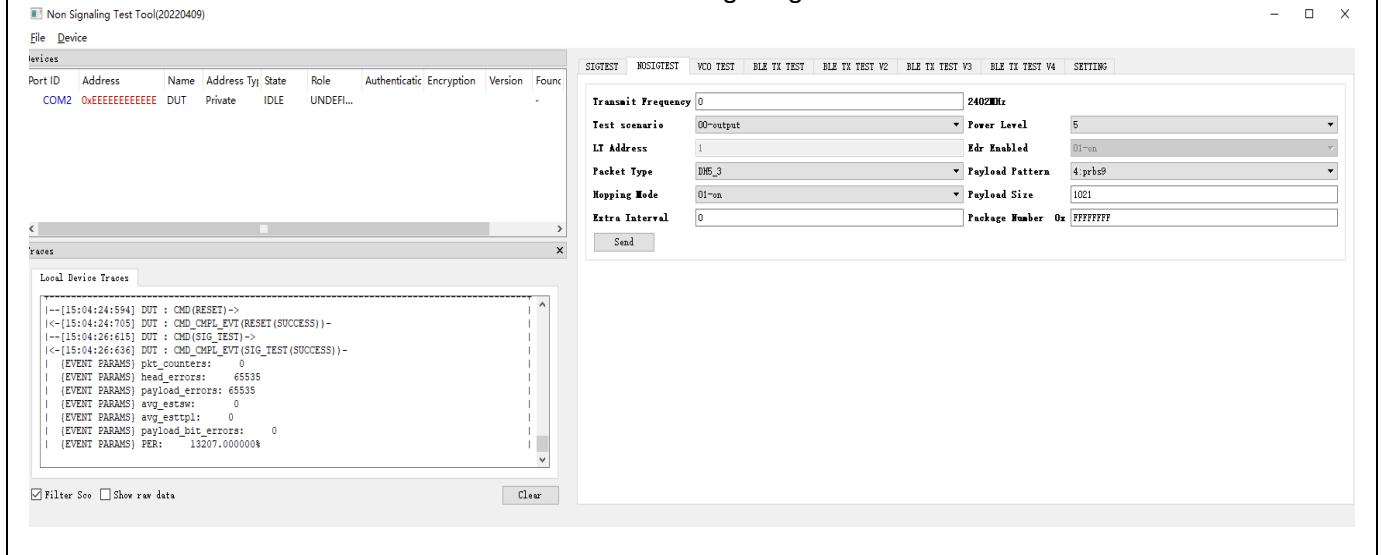 Non Signaling Test Tool(20220409)
File Device
evices
Port ID Address Name Address Ty State Role Authenticatic Encryption Version Found
COM2 0xEEEEEEEEEEEE DUT Private IDLE UNDEFI... -
races
Local Device Traces
|--[15:04:24:594] DUT : CMD(RESET)-> |
|<-[15:04:24:705] DUT : CMD_CMPL_EVT(RESET(SUCCESS))- |
|--[15:04:26:615] DUT : CMD(SIG_TEST)-> |
|<-[15:04:26:636] DUT : CMD_CMPL_EVT(SIG_TEST(SUCCESS))- |
| {EVENT PARAMS} pkt_counters: 0 |
| {EVENT PARAMS} head_errors: 65535 |
| {EVENT PARAMS} payload_errors: 65535 |
| {EVENT PARAMS} avg_estsw: 0 |
| {EVENT PARAMS} avg_esttpl: 0 |
| {EVENT PARAMS} payload_bit_errors: 0 |
| {EVENT PARAMS} PER: 13207.000000% |
Filter Sco Show raw data Clear
SIGTEST NOSIGTEST VCO TEST BLE TX TEST BLE TX TEST V2 BLE TX TEST V3 BLE TX TEST V4 SETTING
Transmit Frequency 0 2402MHz
Test scenario 00-output Power Level 5
LT Address 1 Edr Enabled 01-on
Packet Type DH5_3 Payload Pattern 4:prbs9
Hopping Mode 01-on Payload Size 1021
Extra Interval 0 Package Number 0x FFFFFFFF
Send